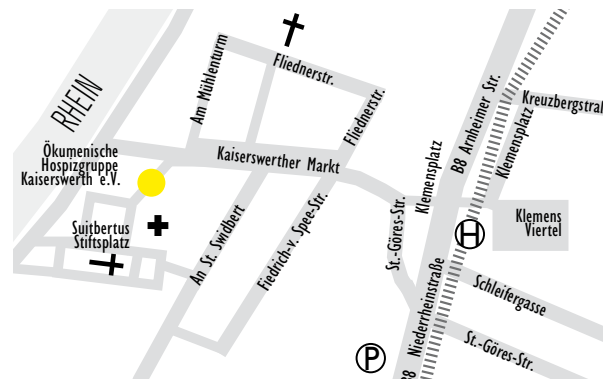 Fliednerstr.
Am Mühlenturm
RHEIN
Fliednerstr.
B8 Arnheimer Str.
Kreuzbergstraß
Klemensplatz
Ökumenische
Hospizgruppe
Kaiserswerth e.V.
Kaiserswerther Markt
Klemensplatz
St.-Göres-Str.
Suitbertus
Stiftsplatz
An St. Swidbert
Fiedrich-v. Spee-Str.
Klemens
Viertel
H
Schleifergasse
B8 Niederrheinstraße
St.-Göres-Str.
P